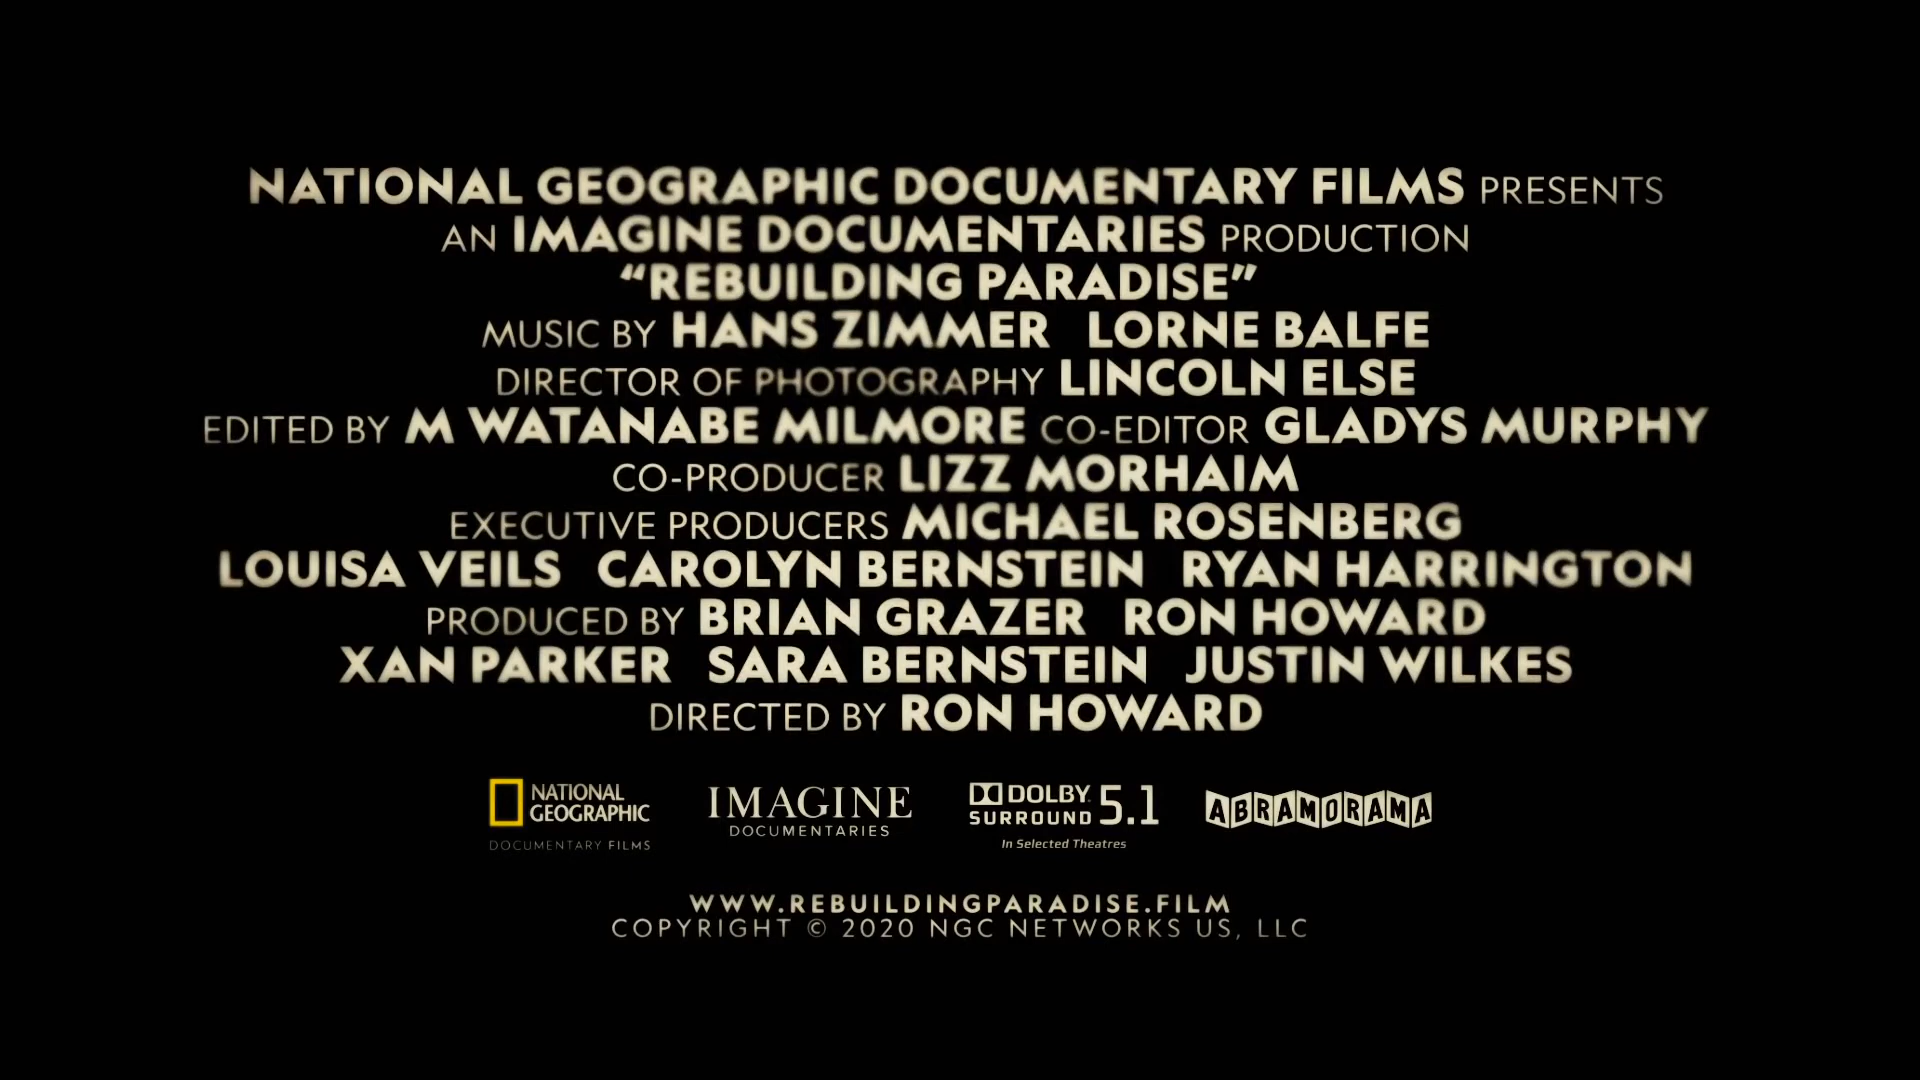 NATIONAL GEOGRAPHIC DOCUMENTARY FILMS PRESENTS
AN IMAGINE DOCUMENTARIES PRODUCTION
“REBUILDING PARADISE”
MUSIC BY HANS ZIMMER LORNE BALFE
DIRECTOR OF PHOTOGRAPHY LINCOLN ELSE
EDITED BY M WATANABE MILMORE CO-EDITOR GLADYS MURPHY
CO-PRODUCER LIZZ MORHAIM
EXECUTIVE PRODUCERS MICHAEL ROSENBERG
LOUISA VEILS CAROLYN BERNSTEIN RYAN HARRINGTON
PRODUCED BY BRIAN GRAZER RON HOWARD
XAN PARKER SARA BERNSTEIN JUSTIN WILKES
DIRECTED BY RON HOWARD
NATIONAL GEOGRAPHIC DOCUMENTARY FILMS
IMAGINE DOCUMENTARIES
DOLBY SURROUND 5.1
In Selected Theatres
ABRAMORAMA
WWW.REBUILDINGPARADISE.FILM
COPYRIGHT © 2020 NGC NETWORKS US, LLC